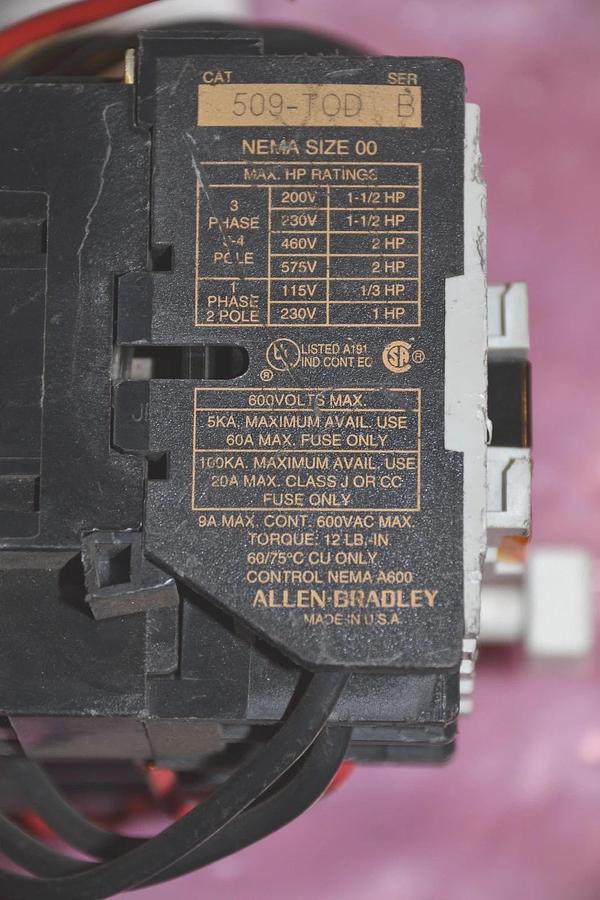 CAT SER
509-TOD B
NEMA SIZE 00
MAX. HP RATINGS
3 PHASE 3-4 POLE
200V 1-1/2 HP
230V 1-1/2 HP
460V 2 HP
575V 2 HP
1 PHASE 2 POLE
115V 1/3 HP
230V 1 HP
UL ® LISTED A191 IND CONT EQ SA ®
600VOLTS MAX.
5KA. MAXIMUM AVAIL. USE
60A MAX. FUSE ONLY
100KA. MAXIMUM AVAIL. USE
20A MAX. CLASS J OR CC
FUSE ONLY
9A MAX. CONT. 600VAC MAX.
TORQUE: 12 LB.-IN
60/75°C CU ONLY
CONTROL NEMA A600
ALLEN-BRADLEY
MADE IN U.S.A.